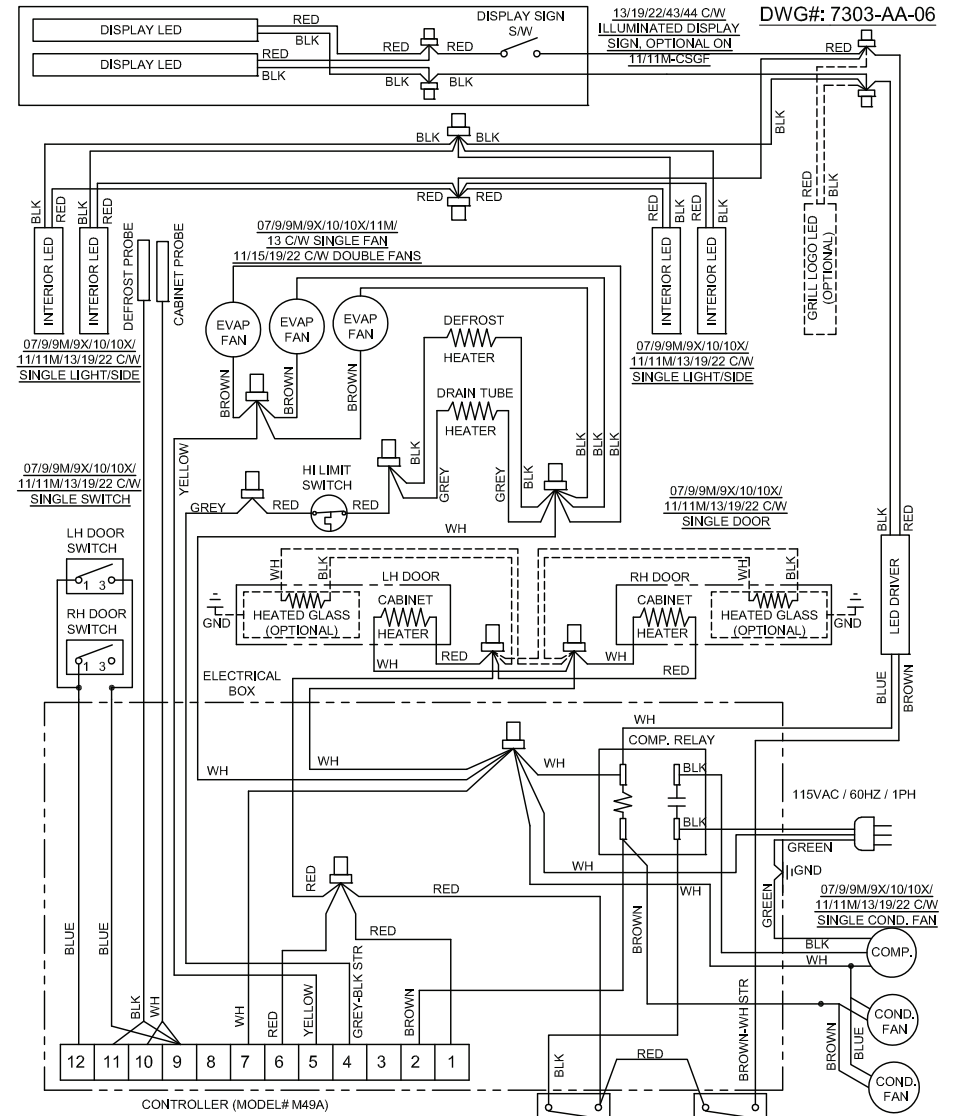 DWG#: 7303-AA-06
DISPLAY LED
DISPLAY LED
RED
BLK
RED
BLK
RED
RED
BLK
BLK
DISPLAY SIGN
S/W
13/19/22/43/44 C/W
ILLUMINATED DISPLAY
SIGN, OPTIONAL ON
11/11M-CSGF
RED
BLK
BLK
BLK
RED
RED
BLK
RED
BLK
RED
BLK
RED
RED
BLK
RED
BLK
RED
BLK
INTERIOR LED
INTERIOR LED
DEFROST PROBE
CABINET PROBE
INTERIOR LED
INTERIOR LED
GRILL LOGO LED
(OPTIONAL)
07/9/9M/9X/10/10X/11M/
13 C/W SINGLE FAN
11/15/19/22 C/W DOUBLE FANS
EVAP
FAN
EVAP
FAN
EVAP
FAN
DEFROST
HEATER
DRAIN TUBE
HEATER
07/9/9M/9X/10/10X/
11/11M/13/19/22 C/W
SINGLE LIGHT/SIDE
07/9/9M/9X/10/10X/
11/11M/13/19/22 C/W
SINGLE LIGHT/SIDE
BROWN
BROWN
BROWN
YELLOW
BLK
GREY
GREY
BLK
BLK
BLK
BLK
07/9/9M/9X/10/10X/
11/11M/13/19/22 C/W
SINGLE SWITCH
HI LIMIT
SWITCH
GREY
RED
RED
WH
07/9/9M/9X/10/10X/
11/11M/13/19/22 C/W
SINGLE DOOR
BLK
RED
LH DOOR
SWITCH
1 3
RH DOOR
SWITCH
1 3
WH
BLK
LH DOOR
RH DOOR
WH
BLK
GND
HEATED GLASS
(OPTIONAL)
CABINET
HEATER
CABINET
HEATER
HEATED GLASS
(OPTIONAL)
GND
LED DRIVER
WH
RED
WH
RED
ELECTRICAL
BOX
BLUE
BROWN
WH
WH
WH
WH
COMP. RELAY
BLK
BLK
115VAC / 60HZ / 1PH
GREEN
GND
WH
WH
RED
RED
RED
BROWN
GREEN
07/9/9M/9X/10/10X/
11/11M/13/19/22 C/W
SINGLE COND. FAN
BLK
WH
COMP.
BLUE
BLUE
BLK
WH
WH
RED
YELLOW
GREY-BLK STR
BROWN
BLK
RED
BROWN-WH STR
BROWN
BLUE
COND.
FAN
COND.
FAN
12 11 10 9 8 7 6 5 4 3 2 1
CONTROLLER (MODEL# M49A)